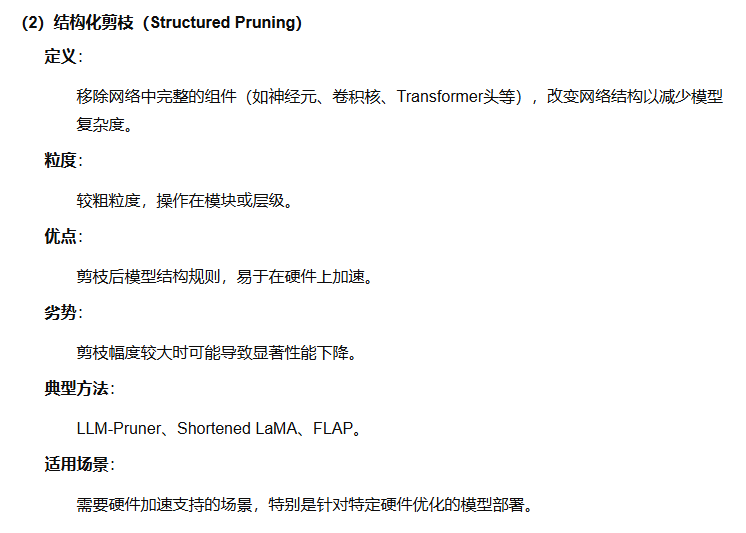 （2）结构化剪枝（Structured Pruning）
定义：
移除网络中完整的组件（如神经元、卷积核、Transformer头等），改变网络结构以减少模型
复杂度。
粒度：
较粗粒度，操作在模块或层级。
优点：
剪枝后模型结构规则，易于在硬件上加速。
劣势：
剪枝幅度较大时可能导致显著性能下降。
典型方法：
LLM-Pruner、Shortened LaMA、FLAP。
适用场景：
需要硬件加速支持的场景，特别是针对特定硬件优化的模型部署。